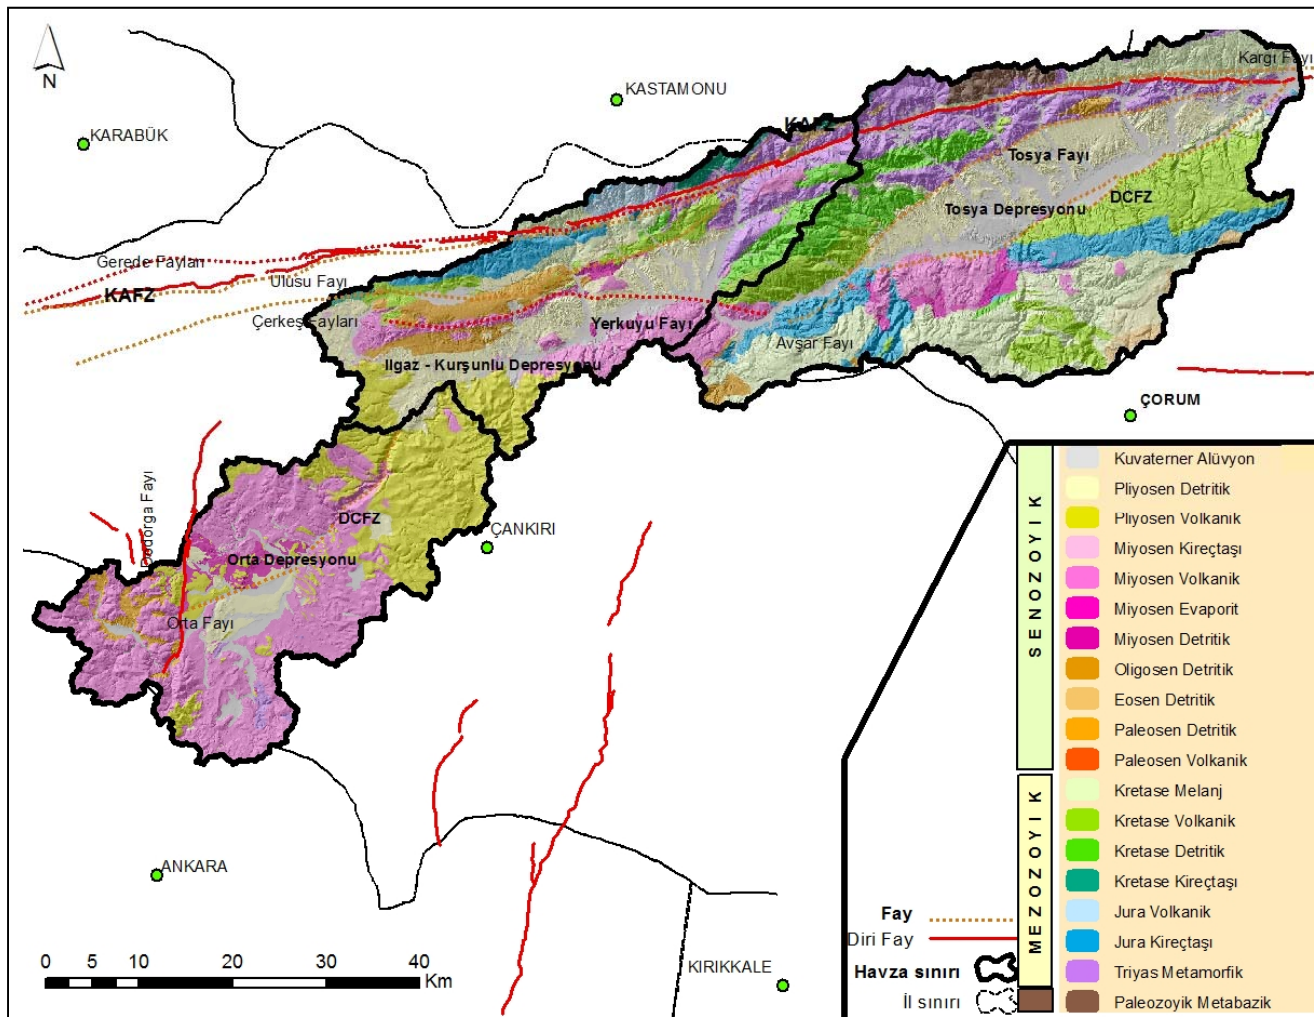 N
KASTAMONU
KARABÜK
Kargı Fayı
KAFZ
Tosya Fayı
DCFZ
Tosya Depresyonu
Gerede Fayları
Ulusu Fayı
KAFZ
Çerkeş Fayları
Yerkuyu Fayı
Avşar Fayı
Ilgaz - Kurşunlu Depresyonu
ÇORUM
Dodorga Fayı
DCFZ
ÇANKIRI
Orta Depresyonu
Orta Fayı
ANKARA
KIRIKKALE
0 5 10 20 30 40
Km
SENOZOYIK
Kuvaterner Alüvyon
Pliyosen Detritik
Pliyosen Volkanik
Miyosen Kireçtaşı
Miyosen Volkanik
Miyosen Evaporit
Miyosen Detritik
Oligosen Detritik
Eosen Detritik
Paleosen Detritik
Paleosen Volkanik
MEZOZOYIK
Kretase Melanj
Kretase Volkanik
Kretase Detritik
Kretase Kireçtaşı
Jura Volkanik
Jura Kireçtaşı
Triyas Metamorfik
Paleozoyik Metabazik
Fay
Diri Fay
Havza sınırı
İl sınırı